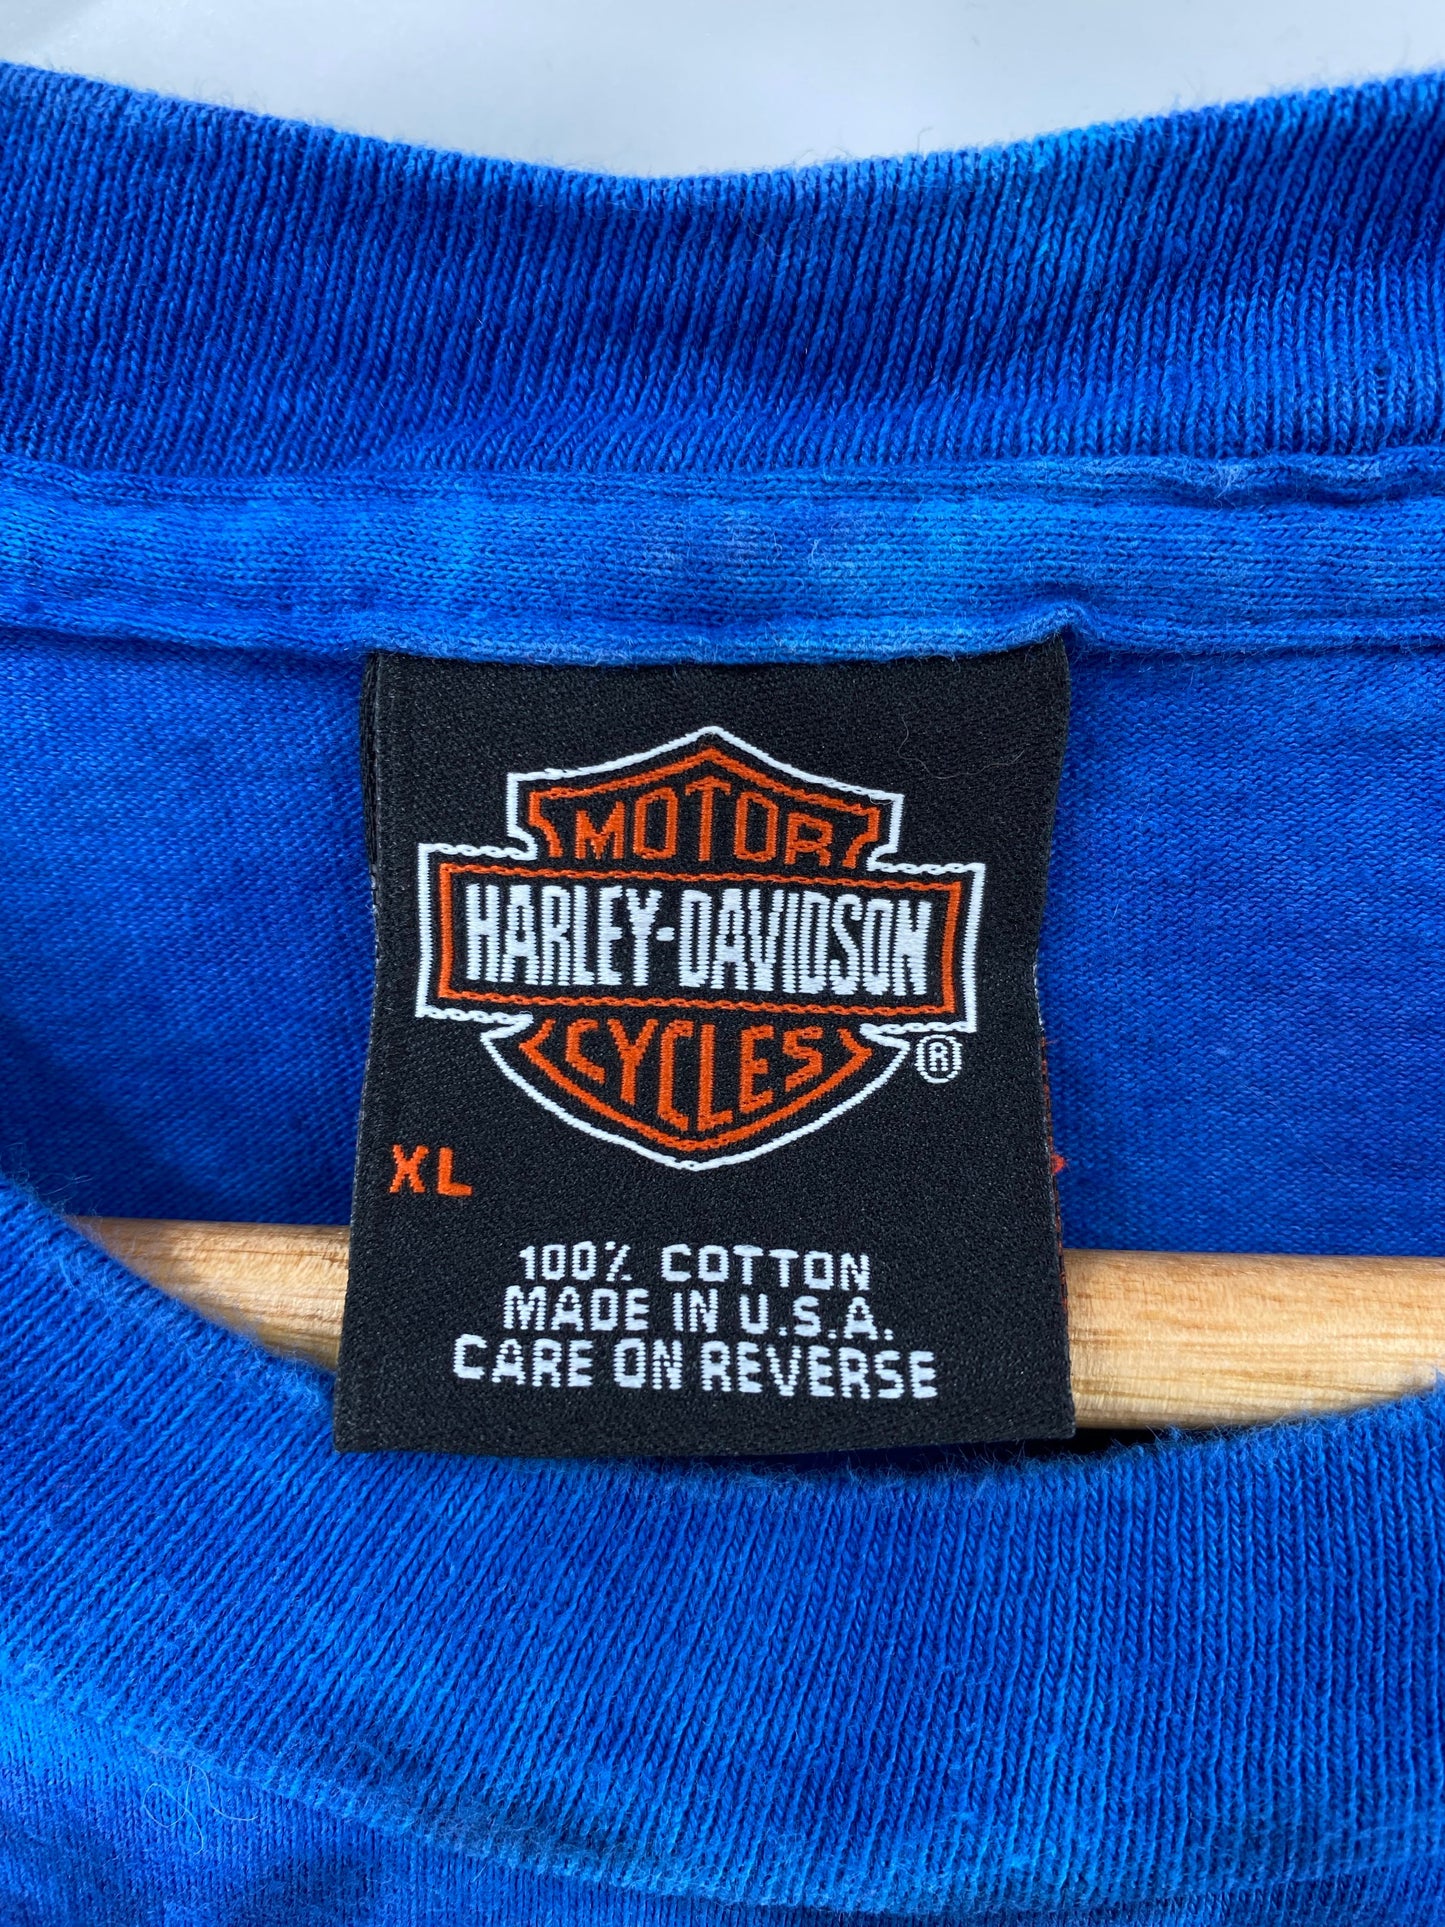 MOTOR
HARLEY-DAVIDSON
CYCLES
®
XL
100% COTTON
MADE IN U.S.A.
CARE ON REVERSE